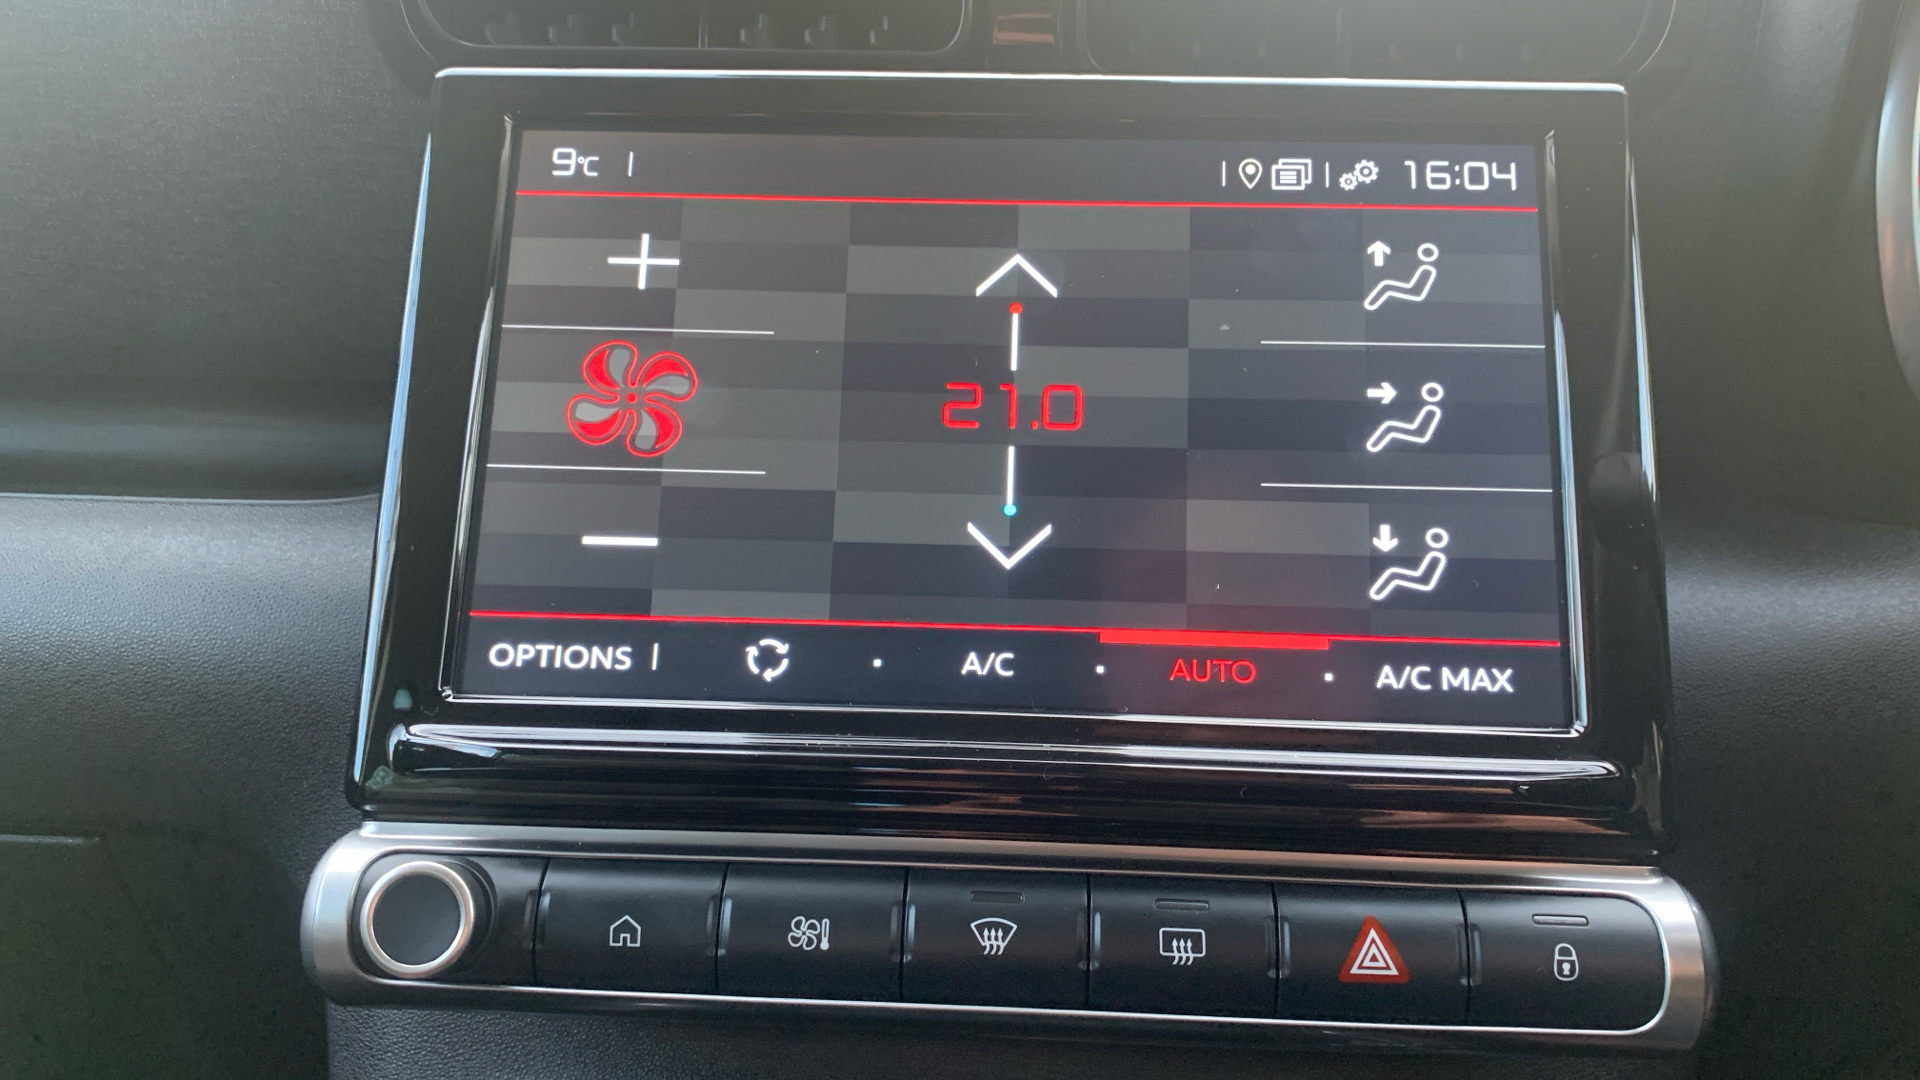 9°C 16:04
21.0
OPTIONS A/C AUTO A/C MAX